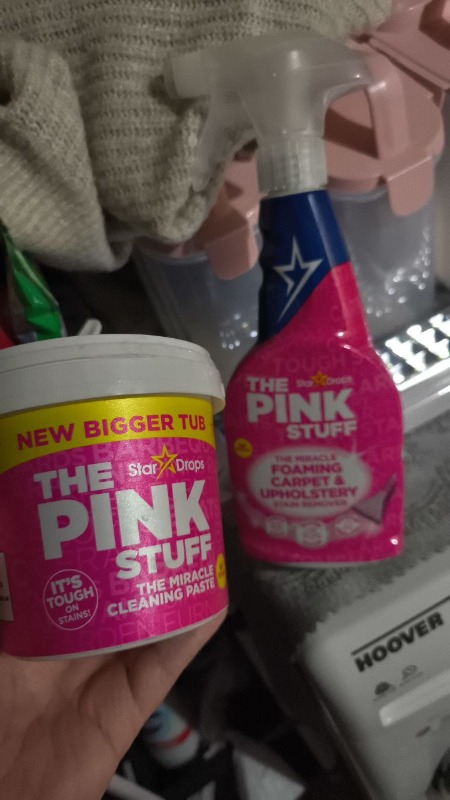 NEW BIGGER TUB
THE
Star Drops
PINK
STUFF
THE MIRACLE
CLEANING PASTE
IT'S
TOUGH
ON
STAINS!
THE
Star Drops
PINK
STUFF
THE MIRACLE
FOAMING
CARPET &
UPHOLSTERY
STAIN REMOVER
HOOVER